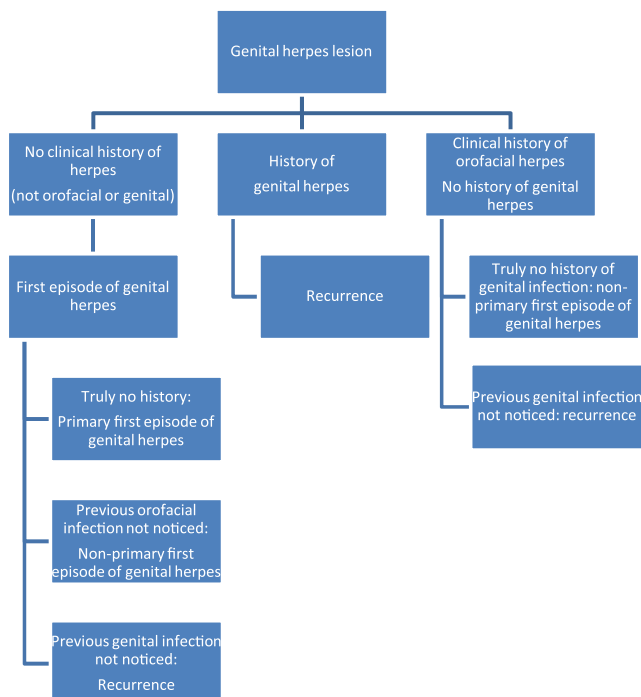 Genital herpes lesion
No clinical history of
herpes
(not orofacial or genital)
History of
genital herpes
Clinical history of
orofacial herpes
No history of genital
herpes
First episode of genital
herpes
Recurrence
Truly no history of
genital infection: non-
primary first episode of
genital herpes
Truly no history:
Primary first episode of
genital herpes
Previous genital infection
not noticed: recurrence
Previous orofacial
infection not noticed:
Non-primary first
episode of genital herpes
Previous genital infection
not noticed:
Recurrence